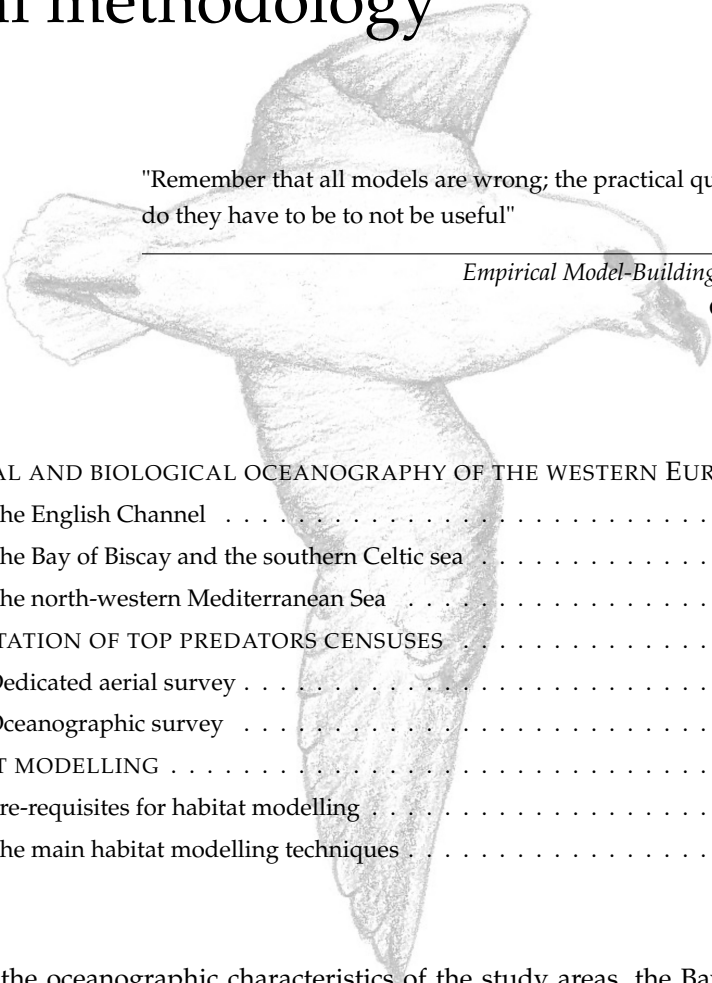 methodology
"Remember that all models are wrong; the practical qu
do they have to be to not be useful"
Empirical Model-Building
AL AND BIOLOGICAL OCEANOGRAPHY OF THE WESTERN EUR
he English Channel . . . . . . . . . . . . . . . . . . . . . . . . . . .
he Bay of Biscay and the southern Celtic sea . . . . . . . . . . . . .
he north-western Mediterranean Sea . . . . . . . . . . . . . . . . .
TATION OF TOP PREDATORS CENSUSES . . . . . . . . . . . . . .
Dedicated aerial survey . . . . . . . . . . . . . . . . . . . . . . . . . .
Oceanographic survey . . . . . . . . . . . . . . . . . . . . . . . . . .
T MODELLING . . . . . . . . . . . . . . . . . . . . . . . . . . . . . .
re-requisites for habitat modelling . . . . . . . . . . . . . . . . . . .
he main habitat modelling techniques . . . . . . . . . . . . . . . . .
the oceanographic characteristics of the study areas, the Ba